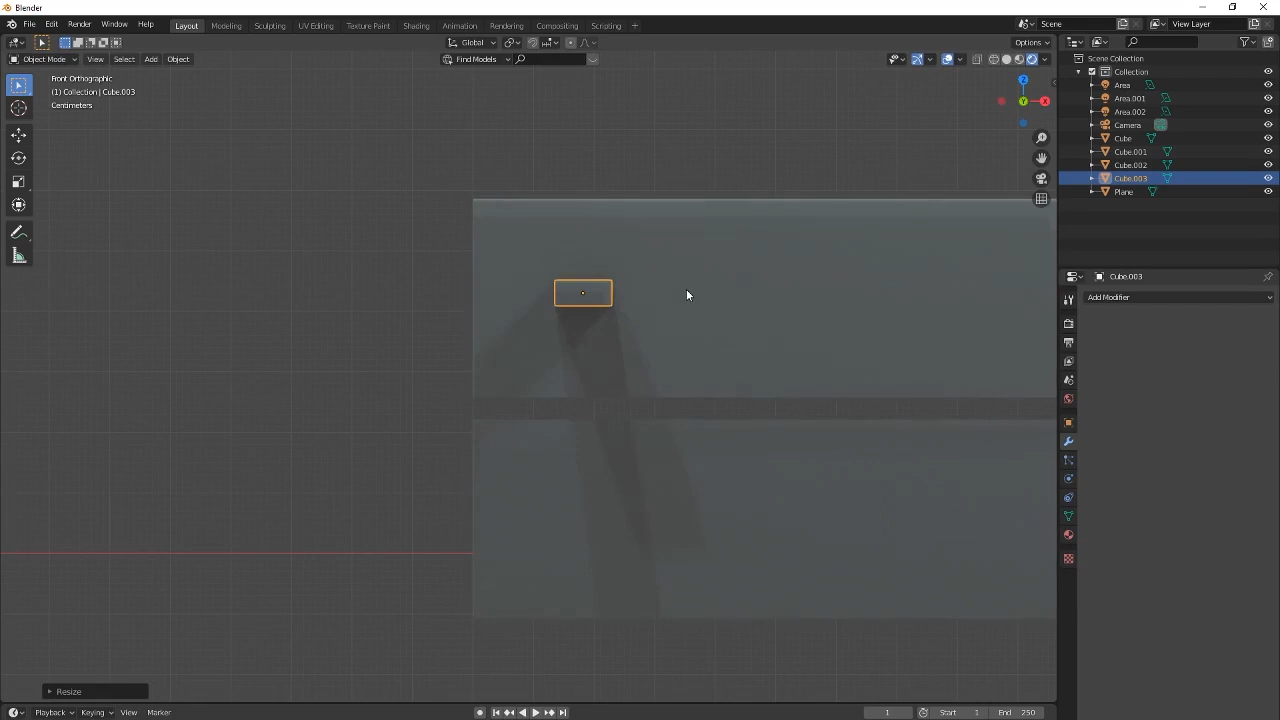 Blender
File Edit Render Window Help Layout Modeling Sculpting UV Editing Texture Paint Shading Animation Rendering Compositing Scripting + Scene View Layer
Global Options
Object Mode View Select Add Object Find Models
Front Orthographic
(1) Collection | Cube.003
Centimeters
Z
Y
X
Scene Collection
Collection
Area
Area.001
Area.002
Camera
Cube
Cube.001
Cube.002
Cube.003
Plane
Cube.003
Add Modifier
Resize
Playback Keying View Marker 1 Start 1 End 250